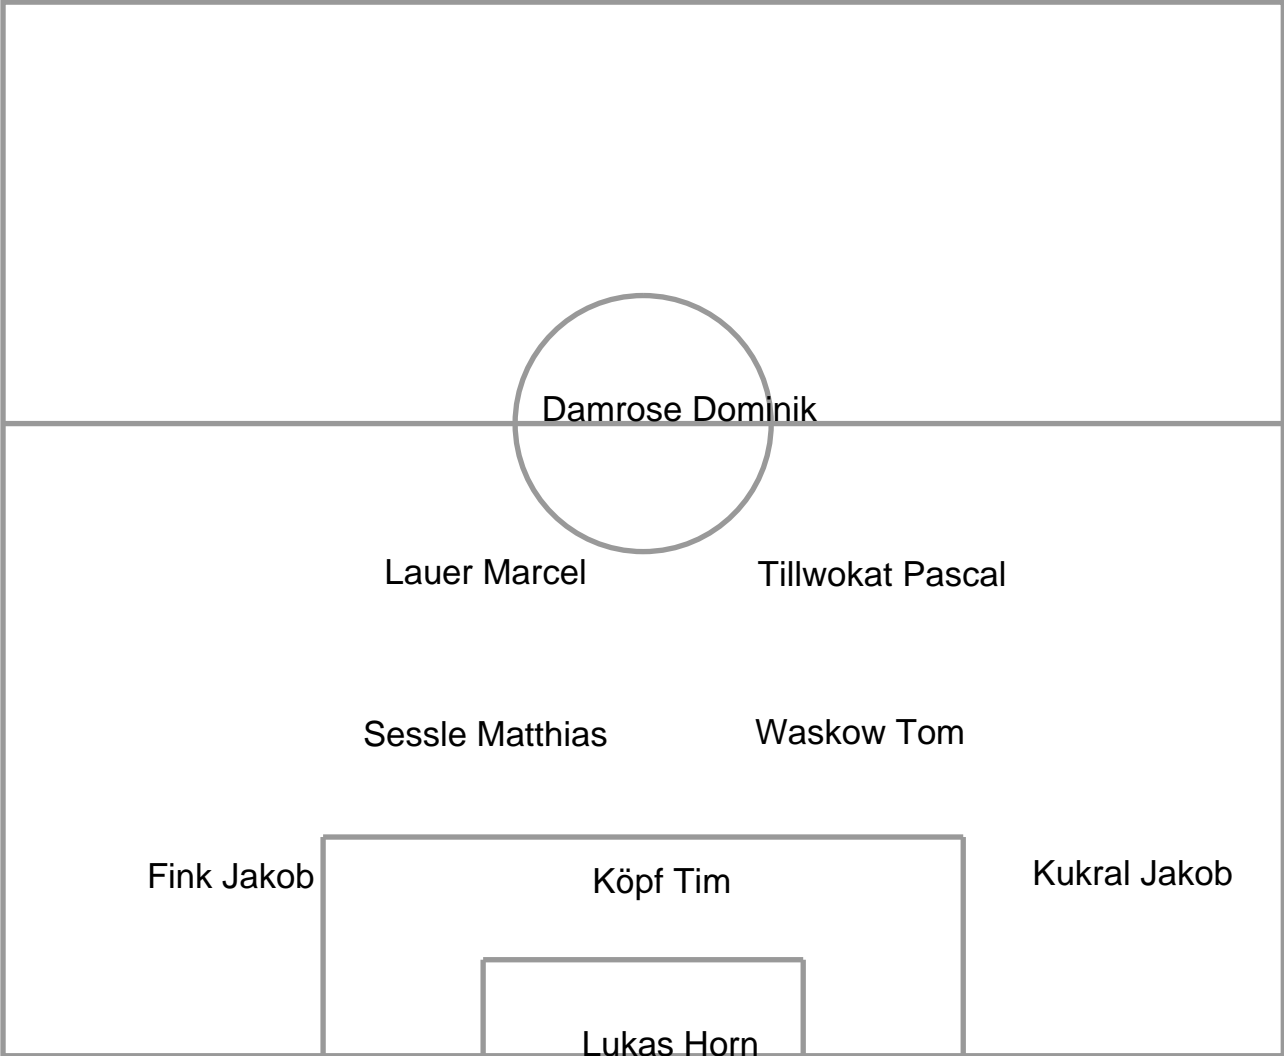 Damrose Dominik
Lauer Marcel
Tillwokat Pascal
Sessle Matthias
Waskow Tom
Fink Jakob
Köpf Tim
Kukral Jakob
Lukas Horn